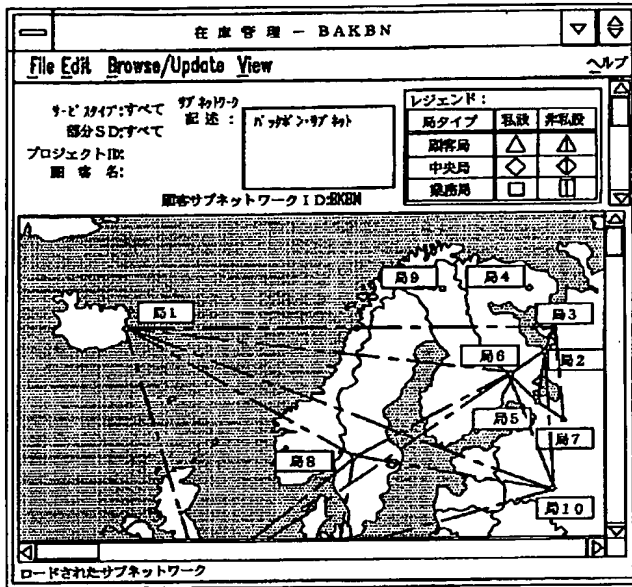 在庫管理 - BAKBN
File Edit Browse/Update View ヘルプ
サービスタイプ:すべて
部分SD:すべて
プロジェクトID:
顧客名:
サブネットワーク
記述:
バックボン・サブネット
顧客サブネットワークID:BKBM
レジェンド:
局タイプ 私設 非私設
顧客局
中央局
業務局
局1
局9
局4
局3
局6
局2
局5
局7
局8
局10
ロードされたサブネットワーク